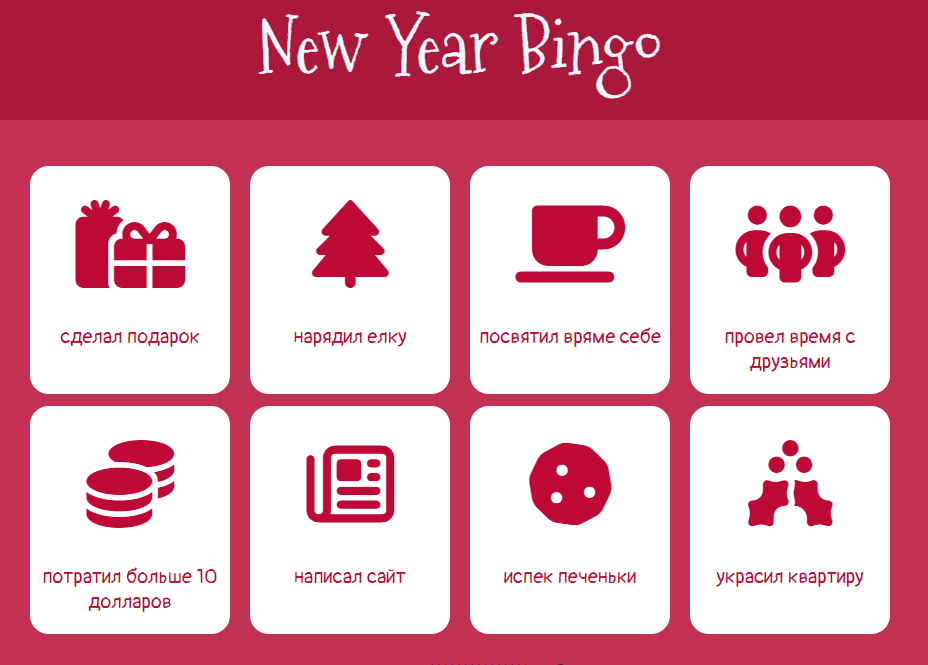 New Year Bingo
сделал подарок
нарядил елку
посвятил вряме себе
провел время с
друзьями
потратил больше 10
долларов
написал сайт
испек печеньки
украсил квартиру